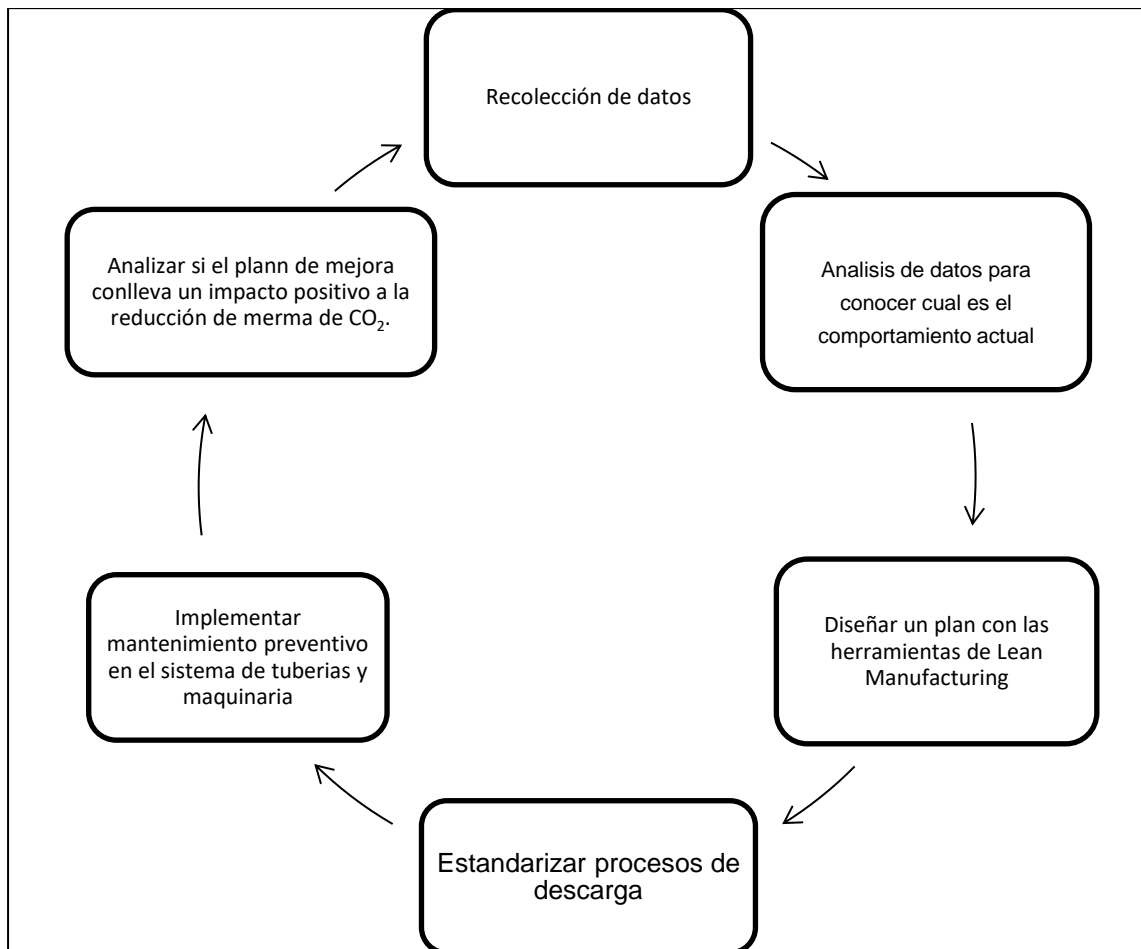 Recolección de datos
Analisis de datos para
conocer cual es el
comportamiento actual
Diseñar un plan con las
herramientas de Lean
Manufacturing
Estandarizar procesos de
descarga
Implementar
mantenimiento preventivo
en el sistema de tuberias y
maquinaria
Analizar si el plann de mejora
conlleva un impacto positivo a la
reducción de merma de CO₂.